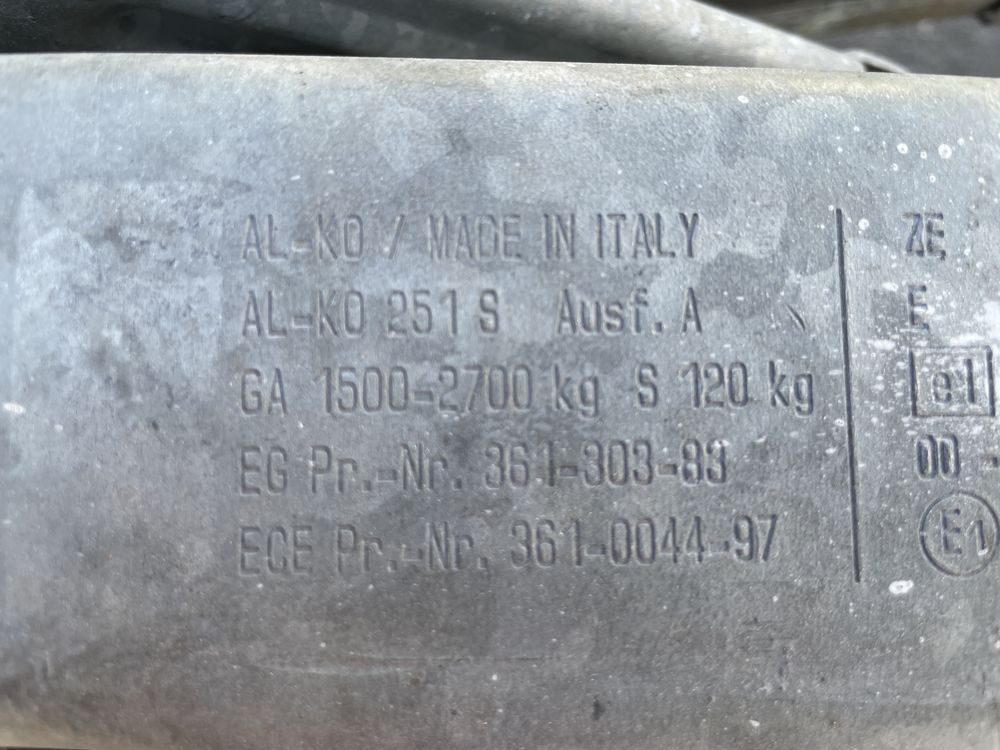 AL-KO / MADE IN ITALY
AL-KO 251 S Ausf. A
GA 1500-2700 kg S 120 kg
EG Pr.-Nr. 361-303-83
ECE Pr.-Nr. 361-0044-97
ZE
E
e1
00 -
E1